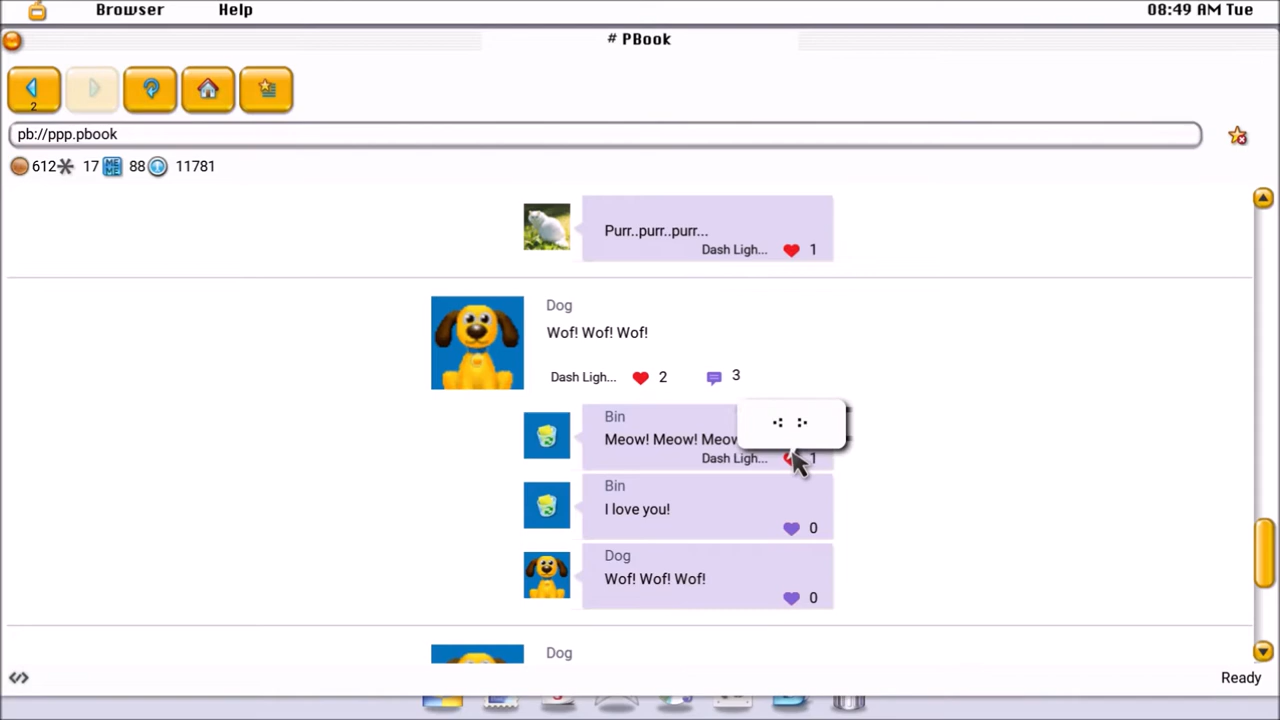 Browser Help 08:49 AM Tue
# PBook
2
pb://ppp.pbook
612 17 MEME 88 11781
Purr..purr..purr...
Dash Ligh... 1
Dog
Wof! Wof! Wof!
Dash Ligh... 2 3
Bin
Meow! Meow! Meow
Dash Ligh... 1
Bin
I love you!
0
Dog
Wof! Wof! Wof!
0
Dog
Ready